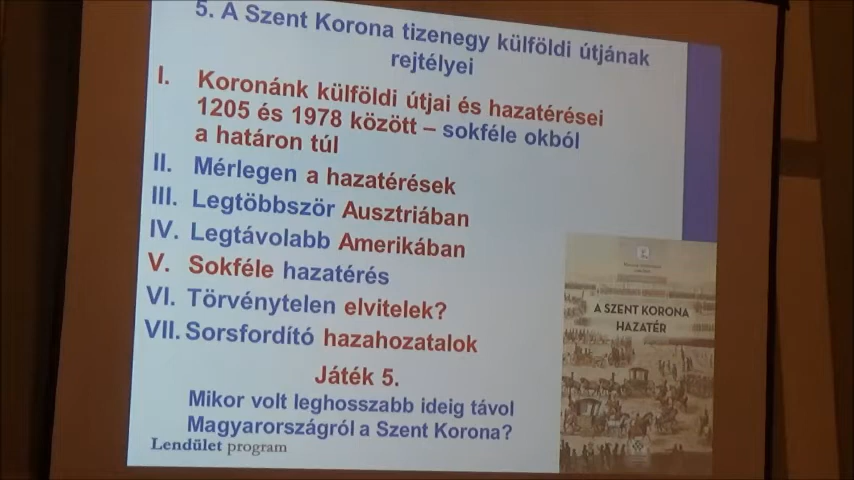 5. A Szent Korona tizenegy külföldi útjának
rejtélyei
I. Koronánk külföldi útjai és hazatérései
1205 és 1978 között – sokféle okból
a határon túl
II. Mérlegen a hazatérések
III. Legtöbbször Ausztriában
IV. Legtávolabb Amerikában
V. Sokféle hazatérés
VI. Törvénytelen elvitelek?
VII. Sorsfordító hazahozatalok
Játék 5.
Mikor volt leghosszabb ideig távol
Magyarországról a Szent Korona?
Lendület program
A SZENT KORONA
HAZATÉR